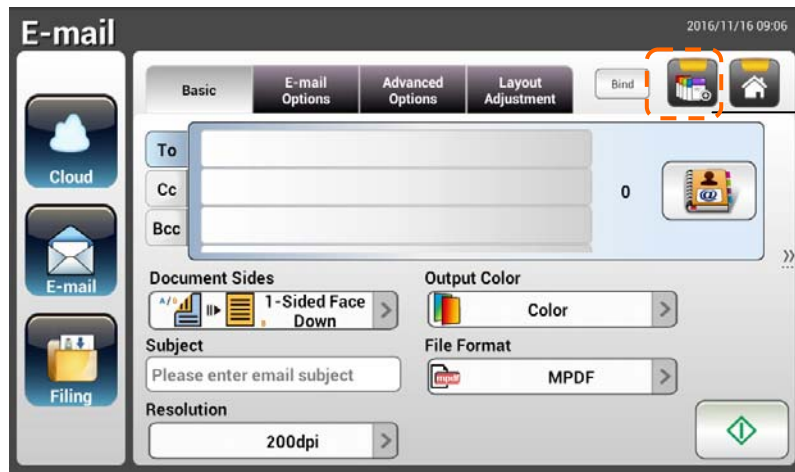 E-mail
2016/11/16 09:06
Basic
E-mail
Options
Advanced
Options
Layout
Adjustment
Bind
Cloud
E-mail
Filing
To
Cc
Bcc
0
@
Document Sides
A/B
1-Sided Face
Down
Output Color
Color
Subject
Please enter email subject
File Format
mpdf
MPDF
Resolution
200dpi